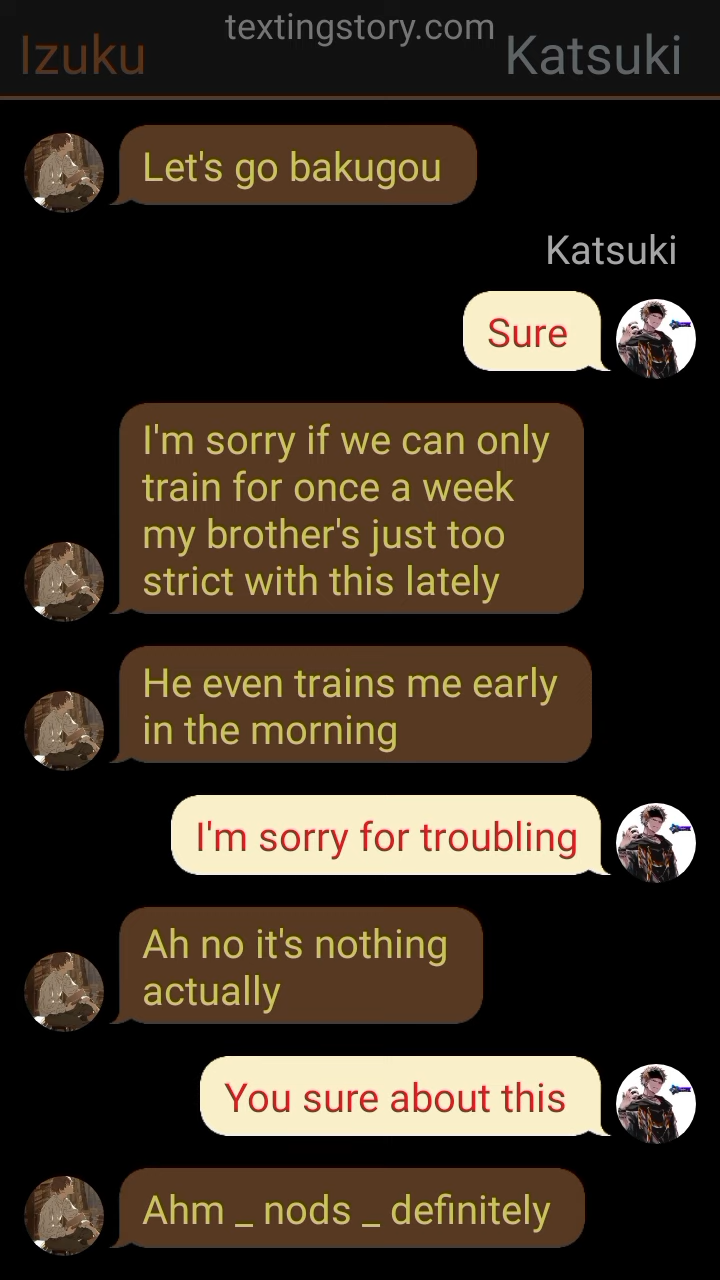 textingstory.com
Izuku
Katsuki
Let's go bakugou
Katsuki
Sure
I'm sorry if we can only
train for once a week
my brother's just too
strict with this lately
He even trains me early
in the morning
I'm sorry for troubling
Ah no it's nothing
actually
You sure about this
Ahm _ nods _ definitely